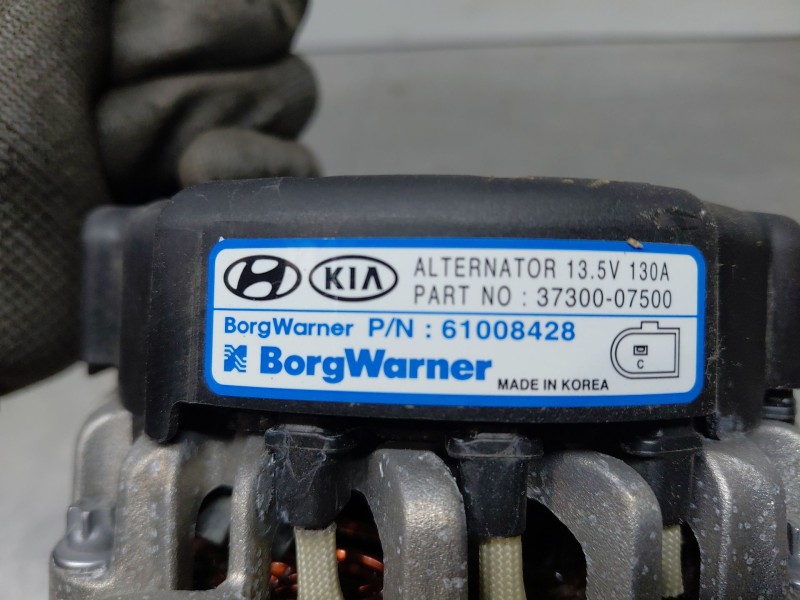 KIA ALTERNATOR 13.5V 130A
PART NO : 37300-07500
BorgWarner P/N : 61008428
BorgWarner
MADE IN KOREA
C